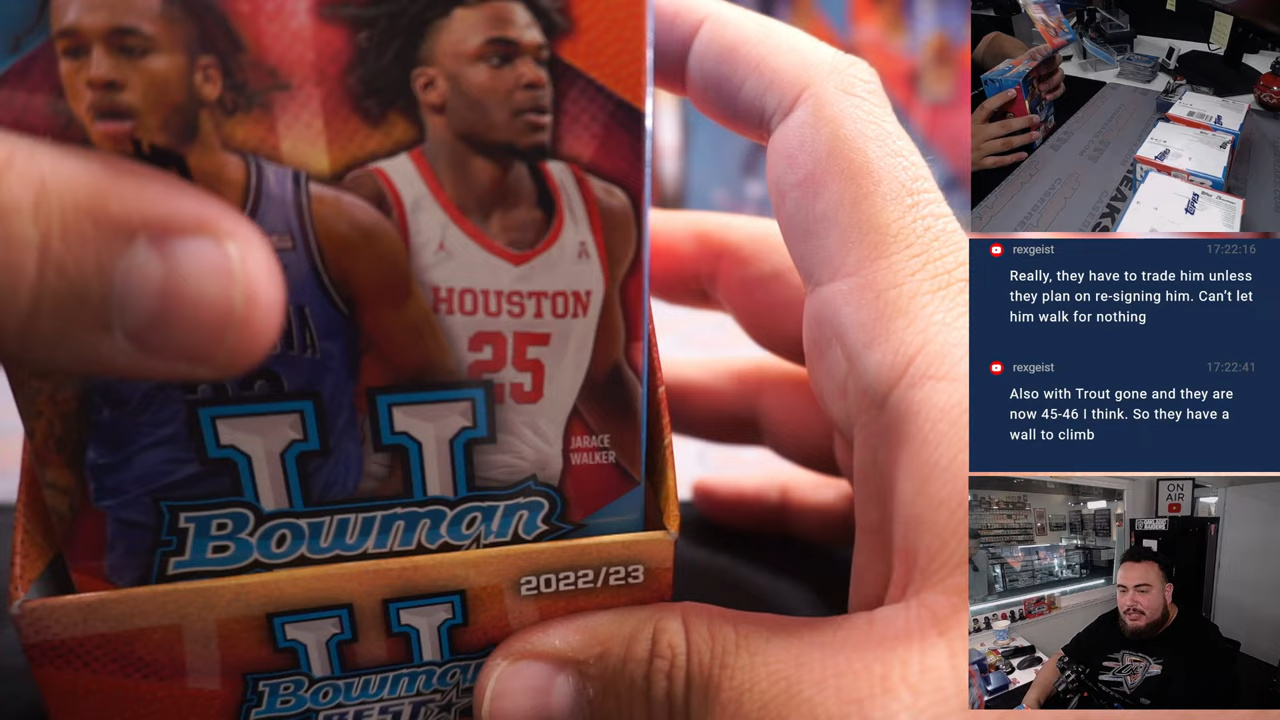 HOUSTON
25
JARACE
WALKER
U
Bowman
2022/23
U
Bowman
BEST
Topps
rexgeist 17:22:16
Really, they have to trade him unless
they plan on re-signing him. Can't let
him walk for nothing
rexgeist 17:22:41
Also with Trout gone and they are
now 45-46 I think. So they have a
wall to climb
ON
AIR